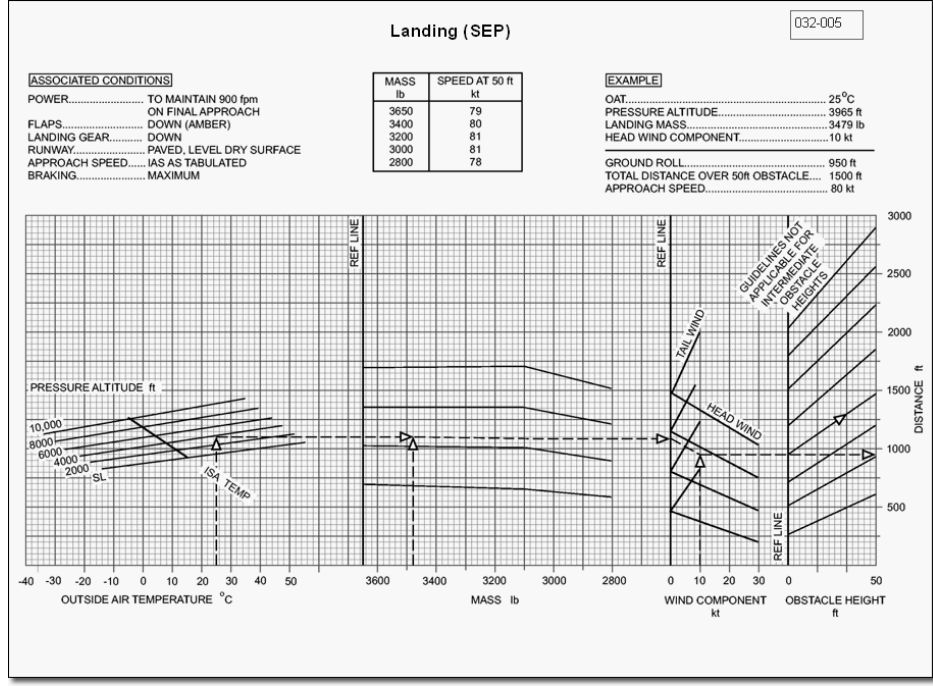 Landing (SEP)
032-005
ASSOCIATED CONDITIONS
POWER........................ TO MAINTAIN 900 fpm
ON FINAL APPROACH
FLAPS........................... DOWN (AMBER)
LANDING GEAR.......... DOWN
RUNWAY..................... PAVED, LEVEL DRY SURFACE
APPROACH SPEED...... IAS AS TABULATED
BRAKING...................... MAXIMUM
MASS lb SPEED AT 50 ft kt
3650 79
3400 80
3200 81
3000 81
2800 78
EXAMPLE
OAT................................................................ 25°C
PRESSURE ALTITUDE.................................... 3965 ft
LANDING MASS............................................. 3479 lb
HEAD WIND COMPONENT............................. 10 kt
GROUND ROLL.............................................. 950 ft
TOTAL DISTANCE OVER 50ft OBSTACLE.... 1500 ft
APPROACH SPEED......................................... 80 kt
REF LINE
REF LINE
GUIDELINES NOT
APPLICABLE FOR
INTERMEDIATE
OBSTACLE
HEIGHTS
TAIL WIND
HEAD WIND
REF LINE
PRESSURE ALTITUDE ft
10,000
8000
6000
4000
2000
SL
ISA TEMP
3000
2500
2000
1500
1000
500
DISTANCE ft
-40 -30 -20 -10 0 10 20 30 40 50
3600 3400 3200 3000 2800
0 10 20 30
0 50
OUTSIDE AIR TEMPERATURE °C
MASS lb
WIND COMPONENT
kt
OBSTACLE HEIGHT
ft